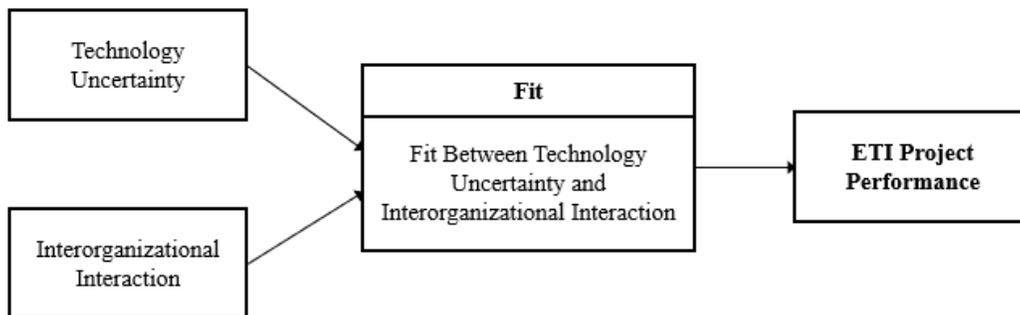 Technology
Uncertainty
Fit
Fit Between Technology
Uncertainty and
Interorganizational Interaction
ETI Project
Performance
Interorganizational
Interaction